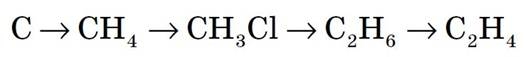 C → CH₄ → CH₃Cl → C₂H₆ → C₂H₄